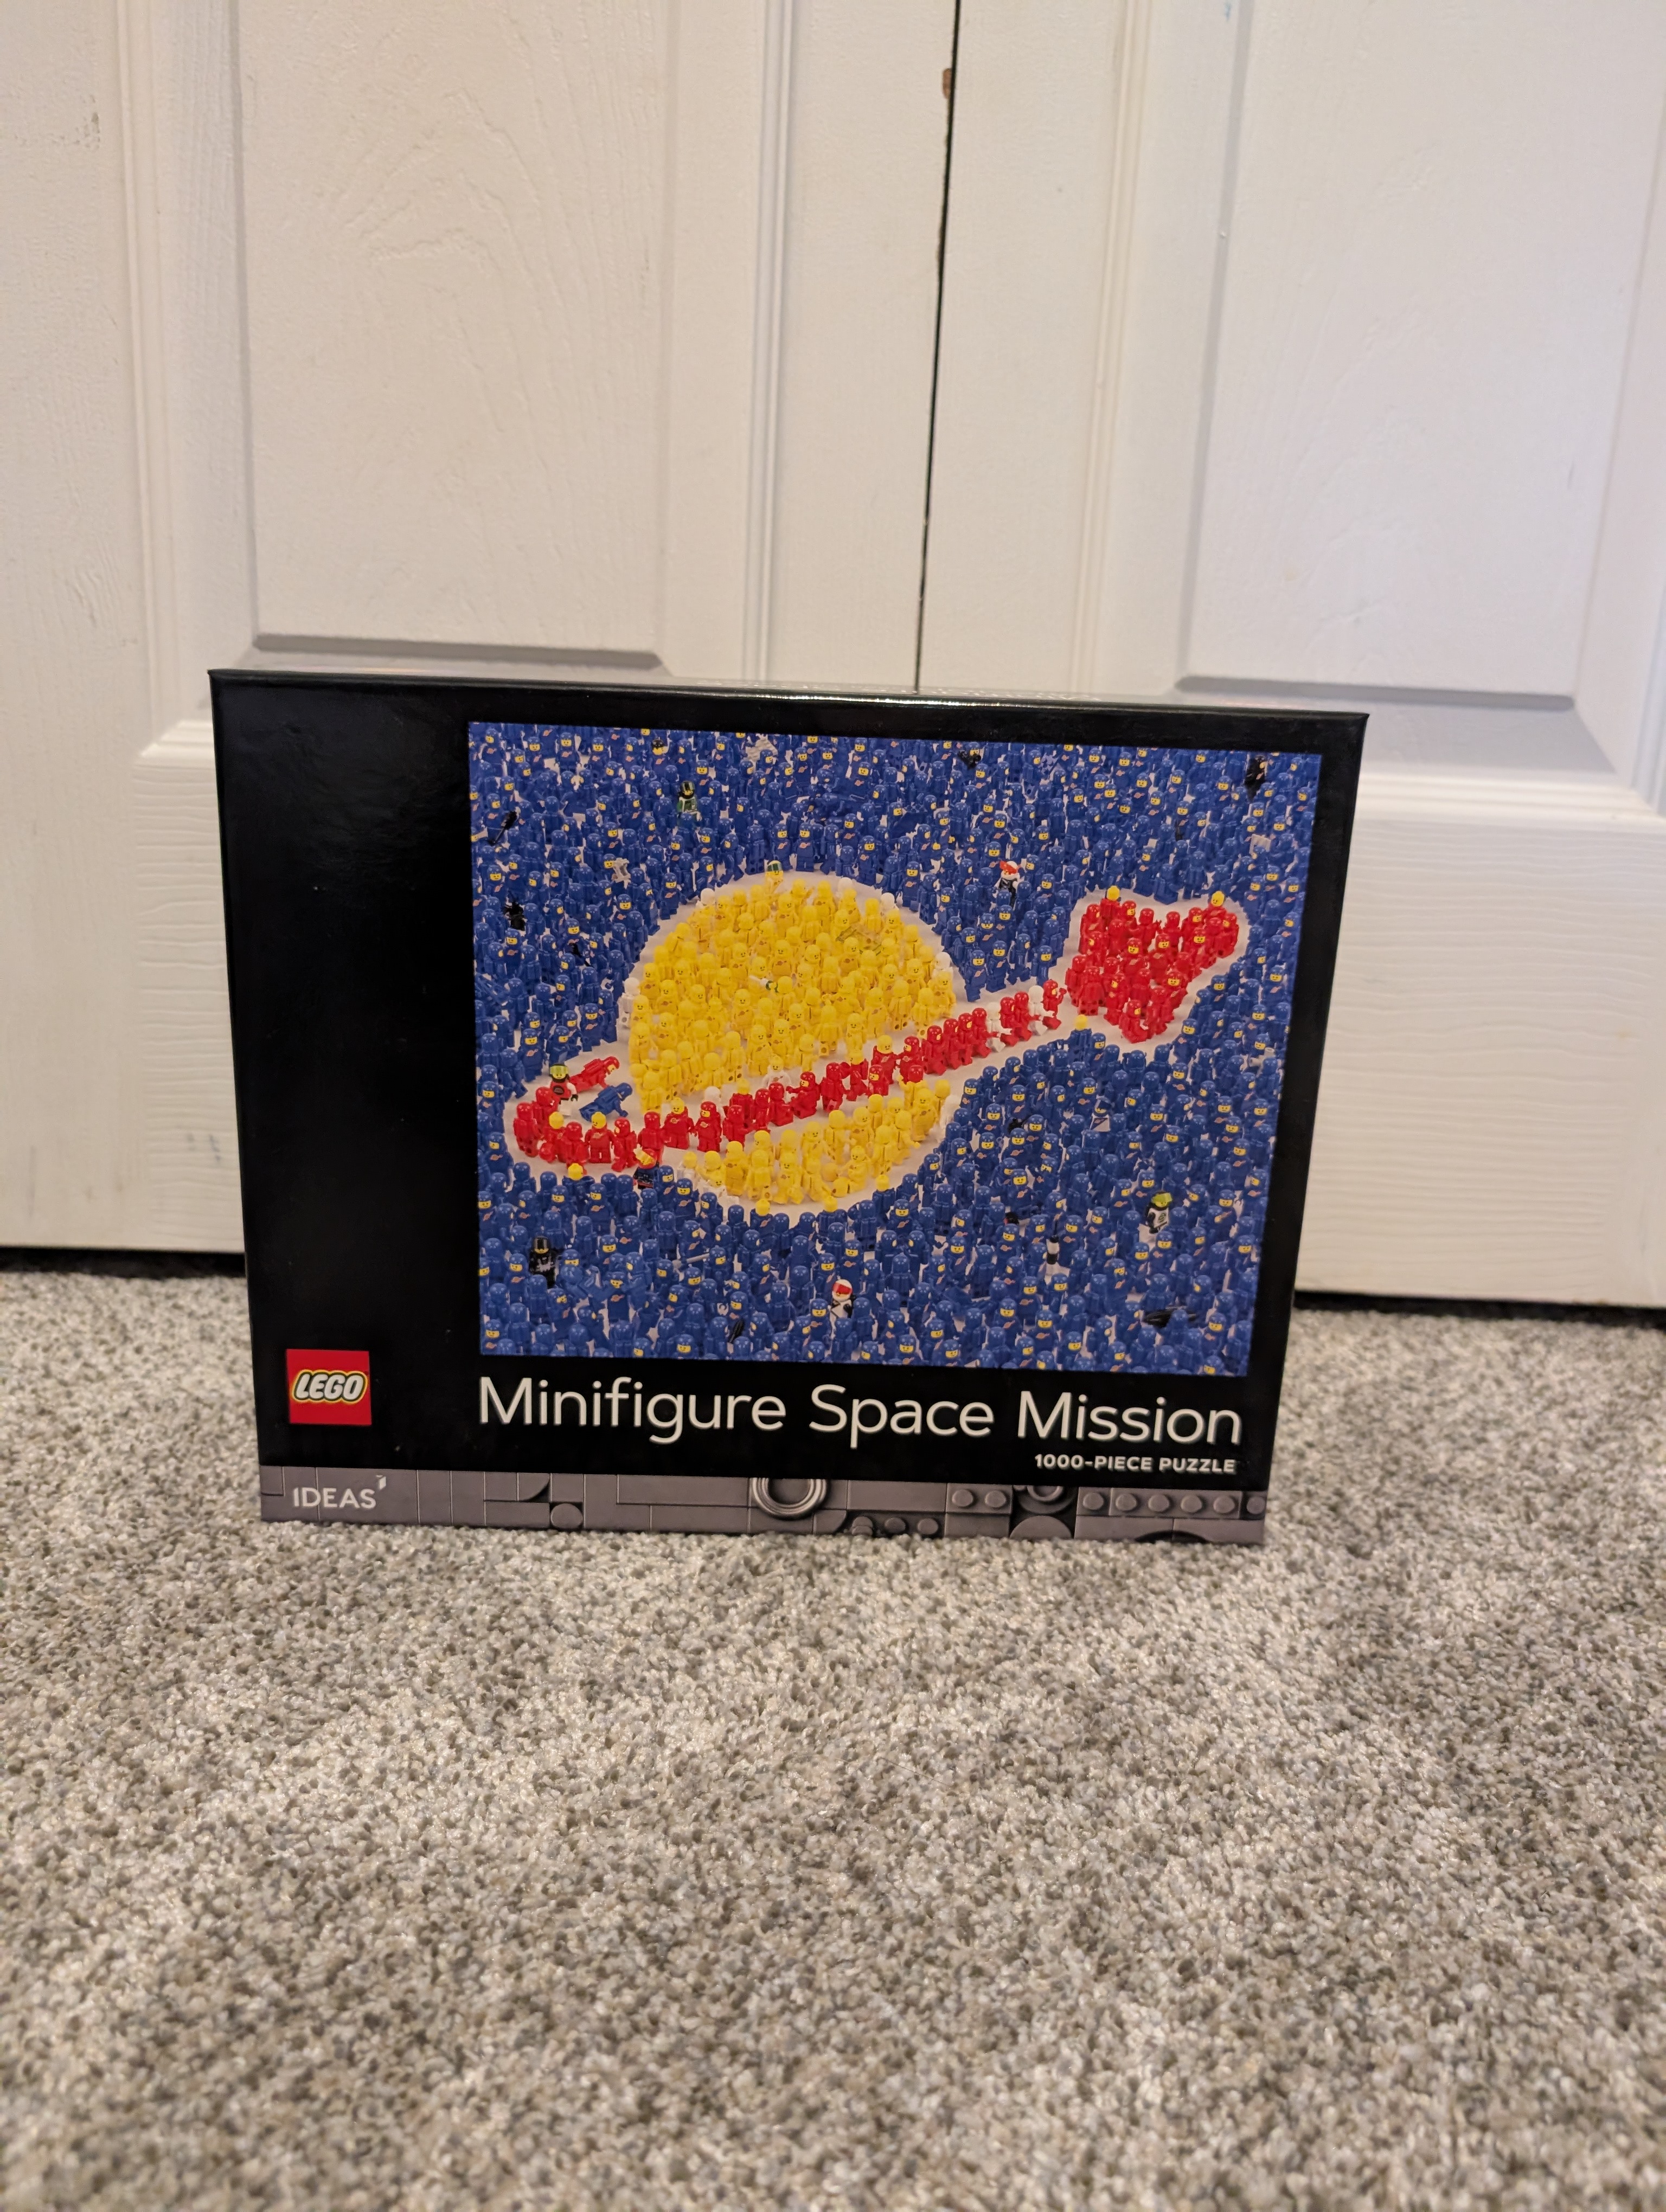 LEGO
Minifigure Space Mission
1000-PIECE PUZZLE
IDEAS